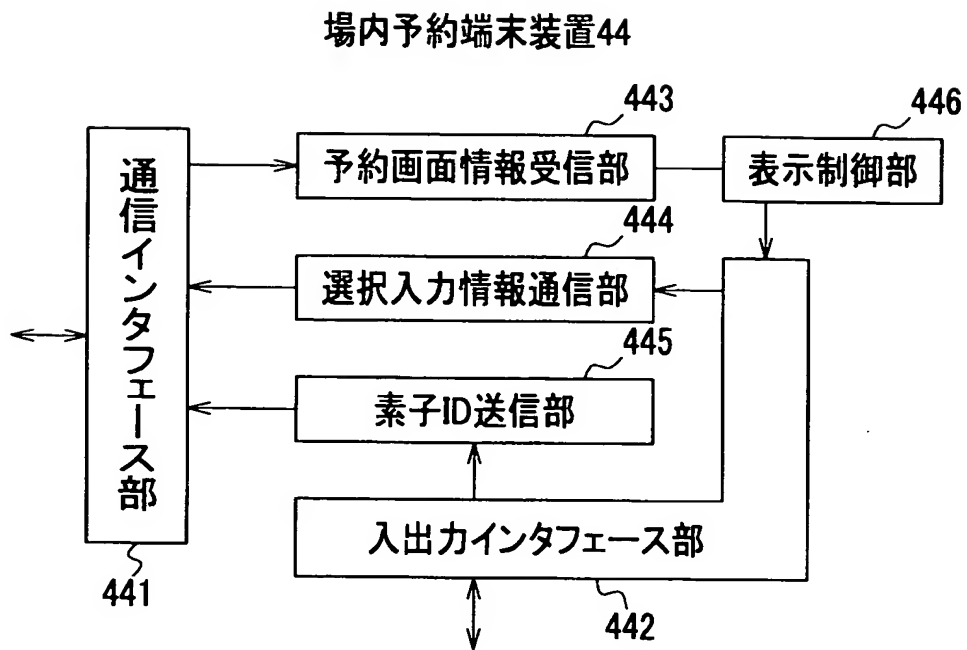 場内予約端末装置44
443
446
予約画面情報受信部
表示制御部
通信インタフェース部
444
選択入力情報通信部
445
素子ID送信部
入出力インタフェース部
441
442